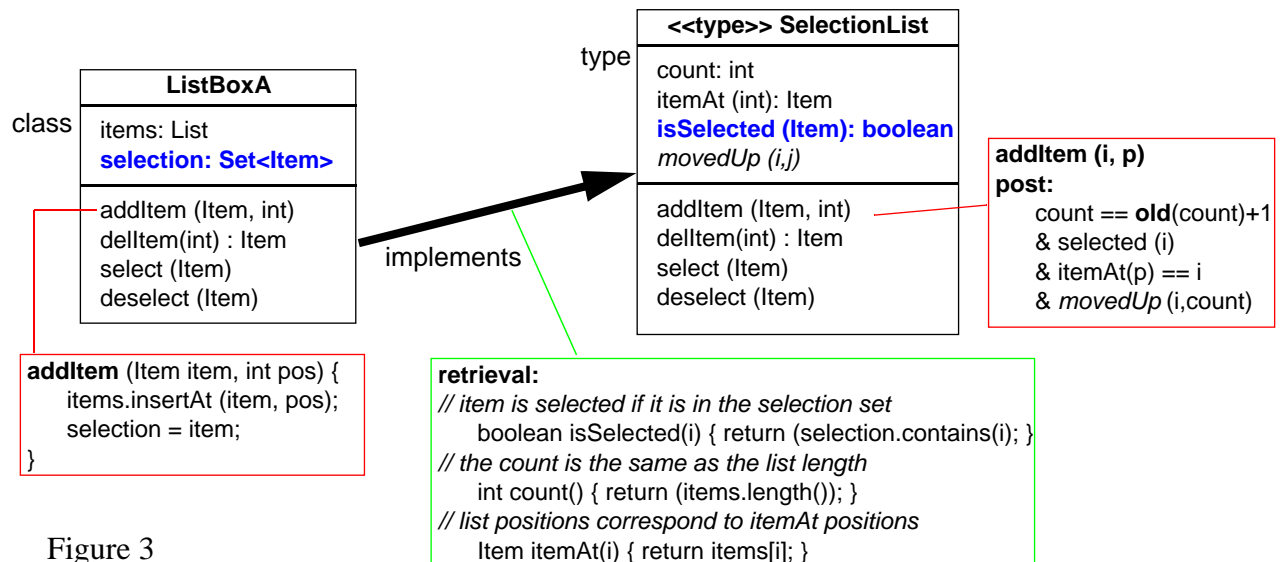 class
ListBoxA
items: List
selection: Set<Item>
addItem (Item, int)
delItem(int) : Item
select (Item)
deselect (Item)
addItem (Item item, int pos) {
items.insertAt (item, pos);
selection = item;
}
implements
type
<<type>> SelectionList
count: int
itemAt (int): Item
isSelected (Item): boolean
movedUp (i,j)
addItem (Item, int)
delItem(int) : Item
select (Item)
deselect (Item)
addItem (i, p)
post:
count == old(count)+1
& selected (i)
& itemAt(p) == i
& movedUp (i,count)
retrieval:
// item is selected if it is in the selection set
boolean isSelected(i) { return (selection.contains(i); }
// the count is the same as the list length
int count() { return (items.length()); }
// list positions correspond to itemAt positions
Item itemAt(i) { return items[i]; }
Figure 3